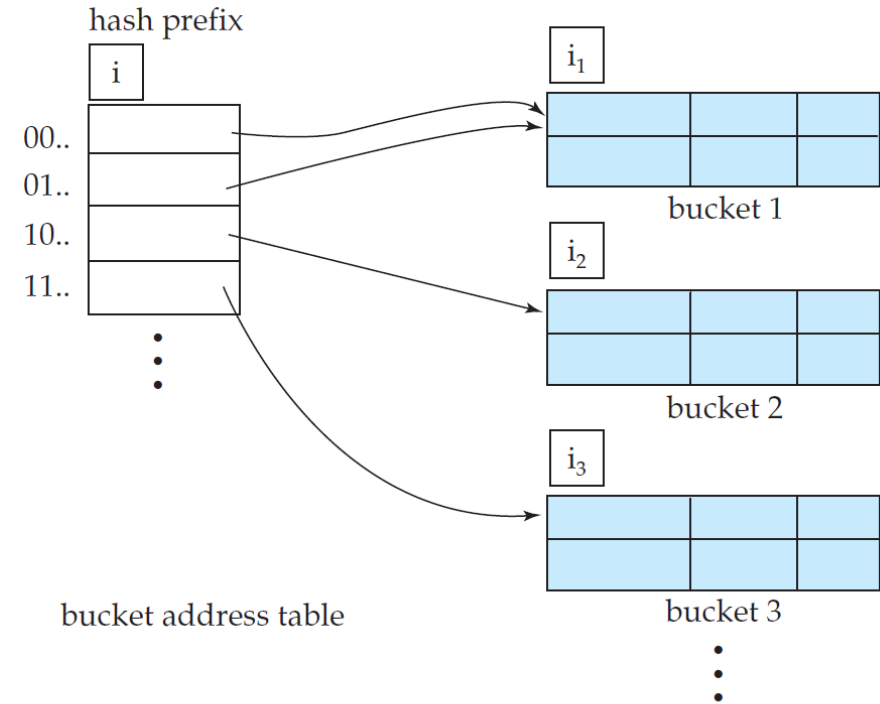 hash prefix
i
00..
01..
10..
11..
bucket address table
i₁
bucket 1
i₂
bucket 2
i₃
bucket 3